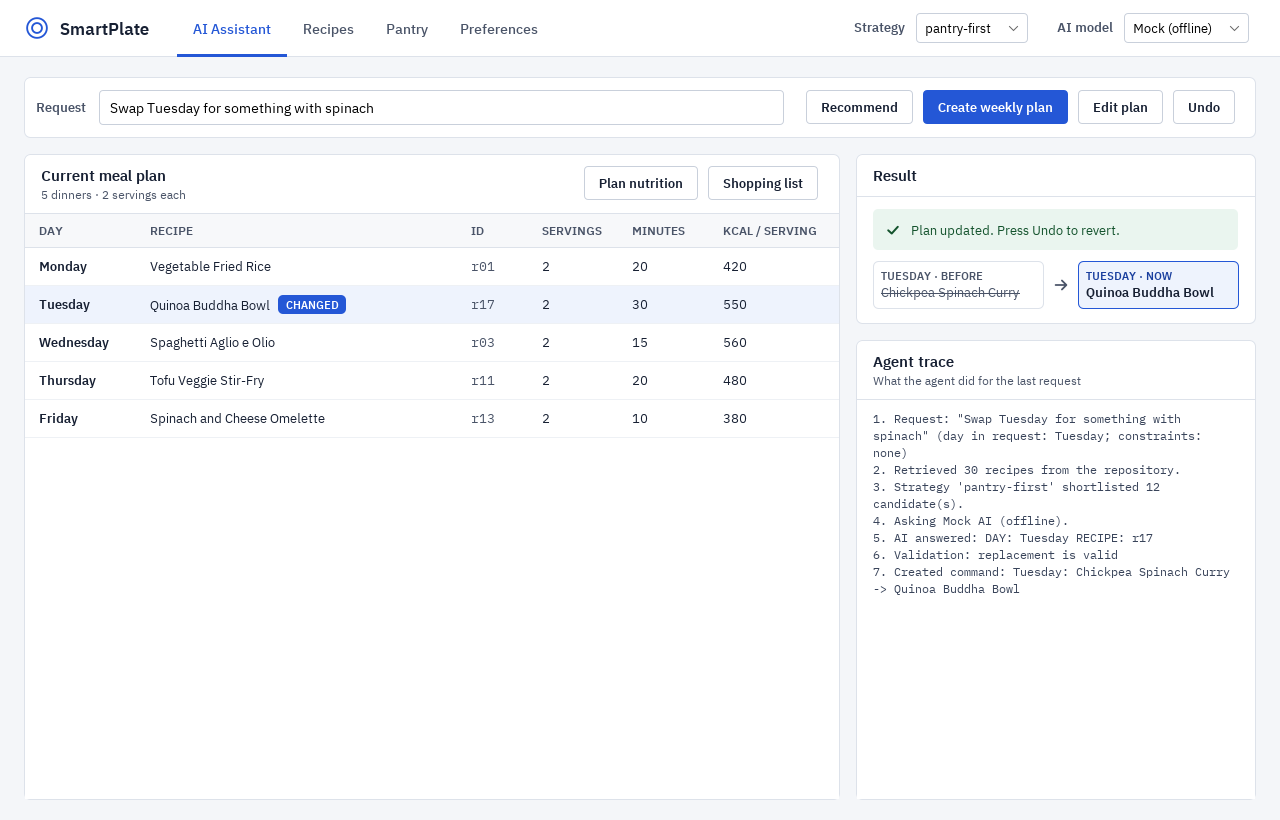 SmartPlate
AI Assistant
Recipes
Pantry
Preferences
Strategy
pantry-first
AI model
Mock (offline)
Request
Swap Tuesday for something with spinach
Recommend
Create weekly plan
Edit plan
Undo
Current meal plan
5 dinners · 2 servings each
Plan nutrition
Shopping list
DAY RECIPE ID SERVINGS MINUTES KCAL / SERVING
Monday Vegetable Fried Rice r01 2 20 420
Tuesday Quinoa Buddha Bowl CHANGED r17 2 30 550
Wednesday Spaghetti Aglio e Olio r03 2 15 560
Thursday Tofu Veggie Stir-Fry r11 2 20 480
Friday Spinach and Cheese Omelette r13 2 10 380
Result
Plan updated. Press Undo to revert.
TUESDAY · BEFORE
Chickpea Spinach Curry
TUESDAY · NOW
Quinoa Buddha Bowl
Agent trace
What the agent did for the last request
1. Request: "Swap Tuesday for something with
spinach" (day in request: Tuesday; constraints:
none)
2. Retrieved 30 recipes from the repository.
3. Strategy 'pantry-first' shortlisted 12
candidate(s).
4. Asking Mock AI (offline).
5. AI answered: DAY: Tuesday RECIPE: r17
6. Validation: replacement is valid
7. Created command: Tuesday: Chickpea Spinach Curry
-> Quinoa Buddha Bowl